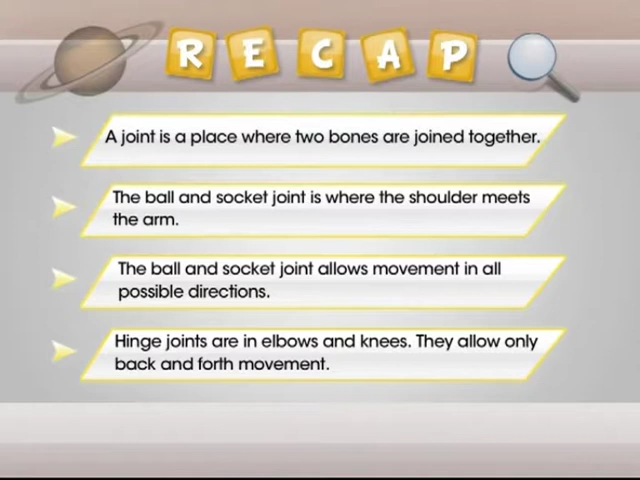 RECAP
A joint is a place where two bones are joined together.
The ball and socket joint is where the shoulder meets
the arm.
The ball and socket joint allows movement in all
possible directions.
Hinge joints are in elbows and knees. They allow only
back and forth movement.